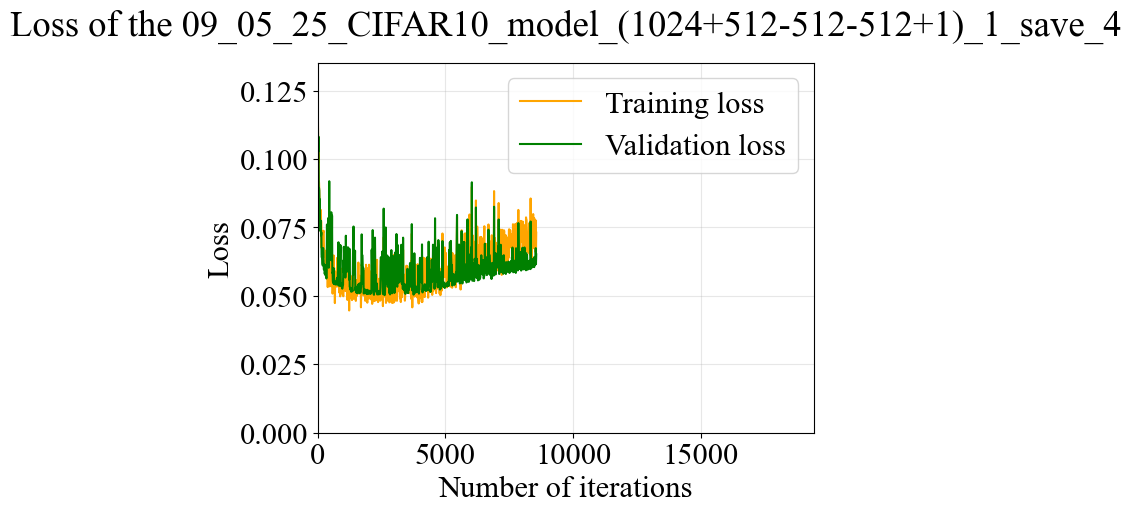 Loss of the 09_05_25_CIFAR10_model_(1024+512-512-512+1)_1_save_4
Training loss
Validation loss
Loss
0.125
0.100
0.075
0.050
0.025
0.000
0 5000 10000 15000
Number of iterations